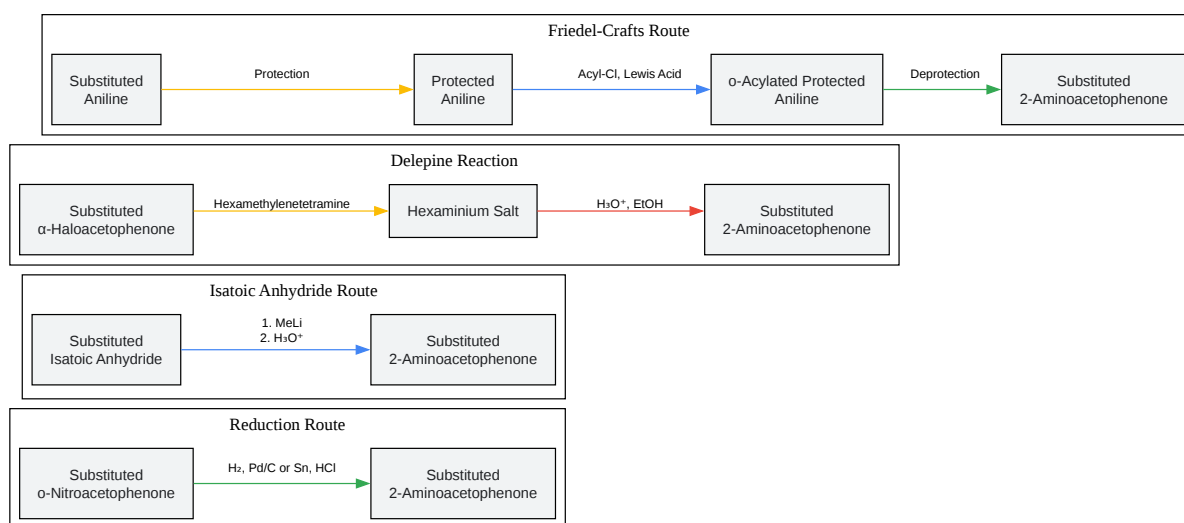 Friedel-Crafts Route
Substituted
Aniline
Protection
Protected
Aniline
Acyl-Cl, Lewis Acid
o-Acylated Protected
Aniline
Deprotection
Substituted
2-Aminoacetophenone
Delepine Reaction
Substituted
α-Haloacetophenone
Hexamethylenetetramine
Hexaminium Salt
H₃O⁺, EtOH
Substituted
2-Aminoacetophenone
Isatoic Anhydride Route
Substituted
Isatoic Anhydride
1. MeLi
2. H₃O⁺
Substituted
2-Aminoacetophenone
Reduction Route
Substituted
o-Nitroacetophenone
H₂, Pd/C or Sn, HCl
Substituted
2-Aminoacetophenone